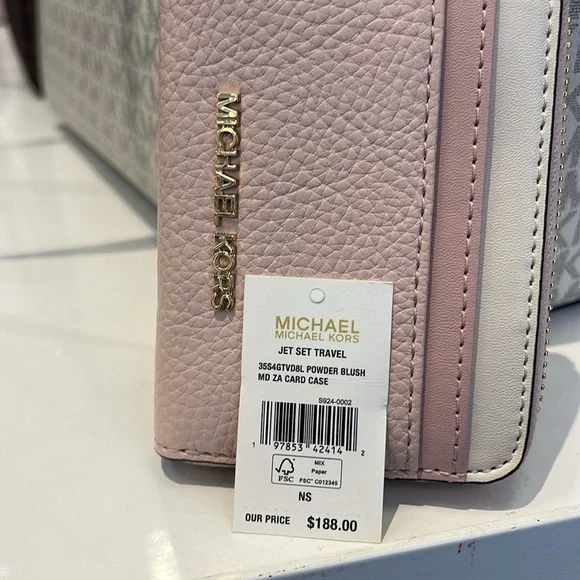 MICHAEL KORS
MICHAEL
MICHAEL KORS
JET SET TRAVEL
35S4GTVD8L POWDER BLUSH
MD ZA CARD CASE
S924-0002
1 97853 42414 2
FSC
MIX
Paper
FSC® C012345
NS
OUR PRICE $188.00